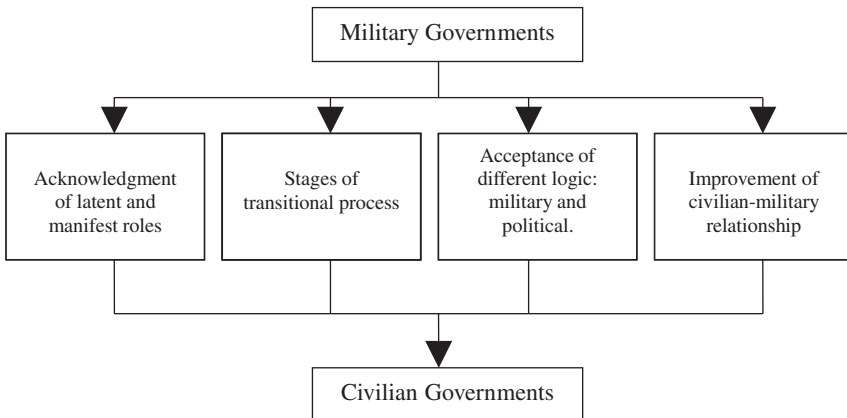 Military Governments
Acknowledgment
of latent and
manifest roles
Stages of
transitional process
Acceptance of
different logic:
military and
political.
Improvement of
civilian-military
relationship
Civilian Governments